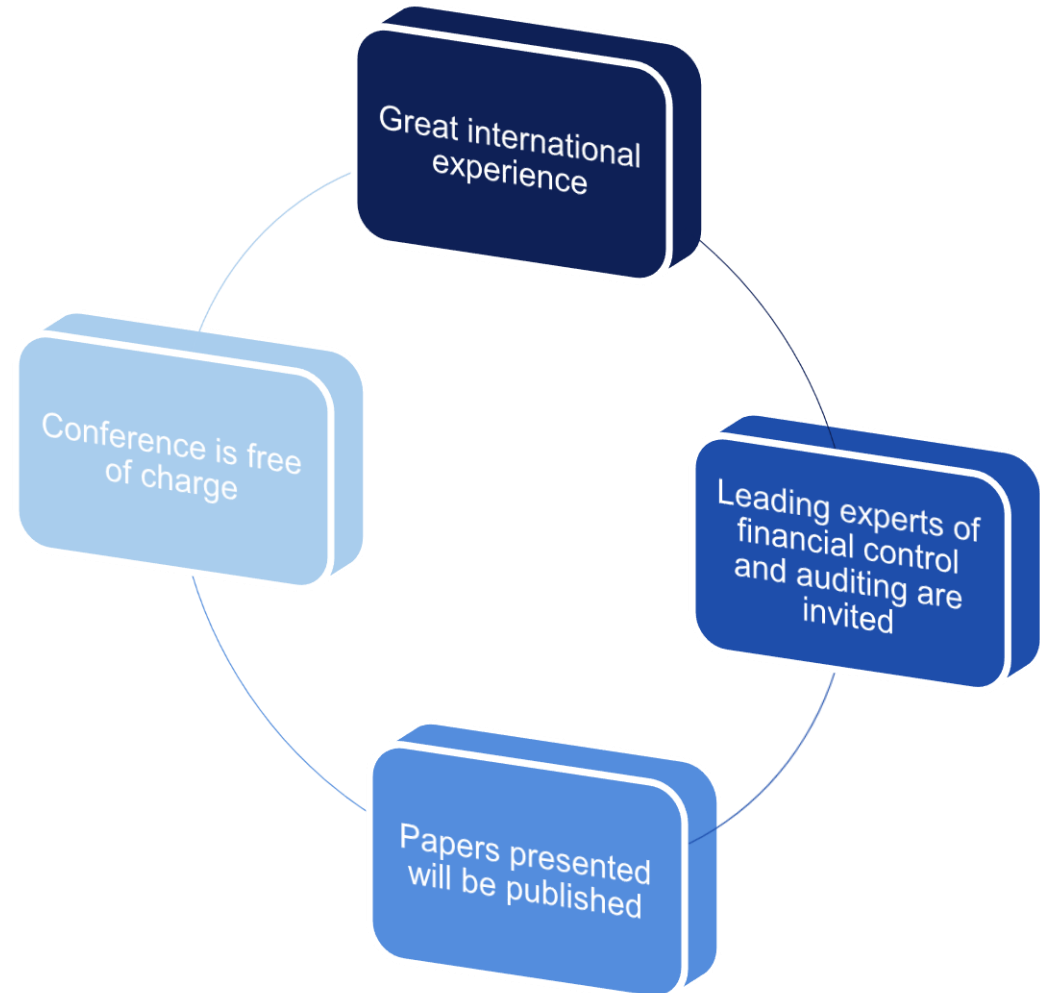 Great international
experience
Leading experts of
financial control
and auditing are
invited
Papers presented
will be published
Conference is free
of charge